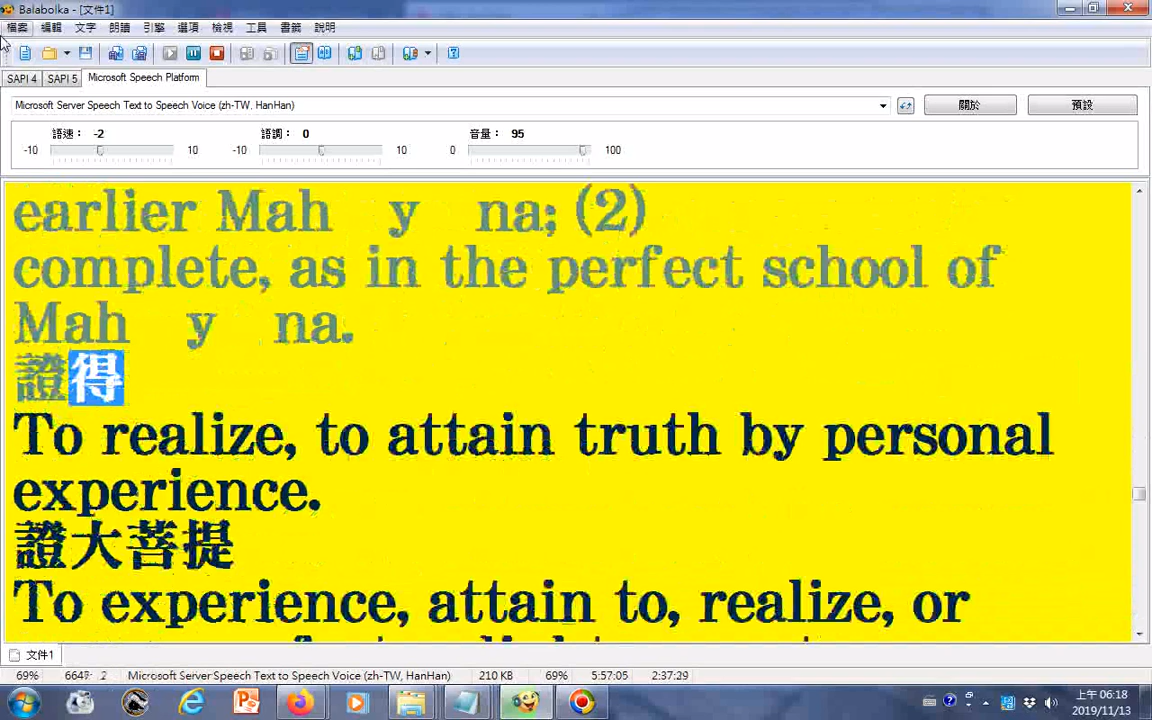 Balabolka - [文件1]
檔案 編輯 文字 朗讀 引擎 選項 檢視 工具 書籤 說明
SAPI 4 SAPI 5 Microsoft Speech Platform
Microsoft Server Speech Text to Speech Voice (zh-TW, HanHan) 關於 預設
語速： -2 語調： 0 音量： 95
-10 10 -10 10 0 100
earlier Mah y na; (2)
complete, as in the perfect school of
Mah y na.
證得
To realize, to attain truth by personal
experience.
證大菩提
To experience, attain to, realize, or
文件1
69% Microsoft Server Speech Text to Speech Voice (zh-TW, HanHan) 210 KB 69% 5:57:05 2:37:29
上午 06:18
2019/11/13